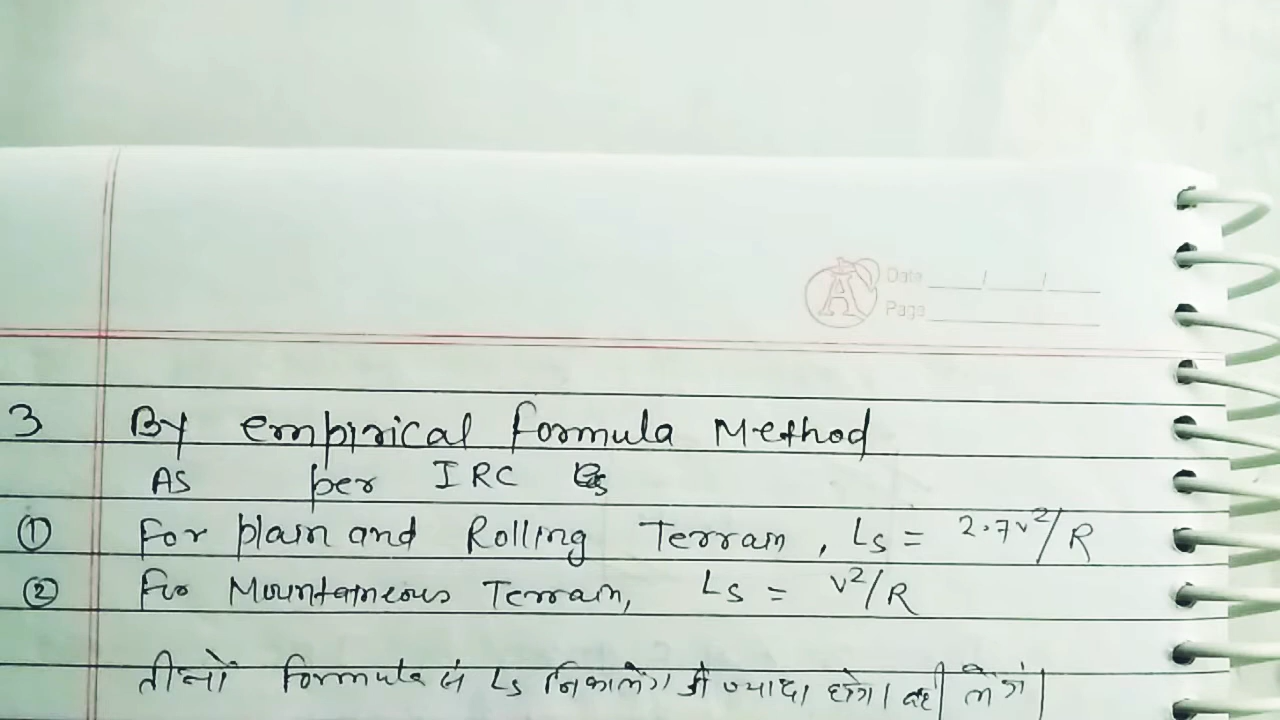 A Date / /
Page
3 By empirical formula Method
As per IRC
① For plain and Rolling Terram, Ls = 2.7v²/R
② For Mountaineous Terram, Ls = v²/R
तीनो formula से Ls निकालेंगे जो ज्यादा होगा वही लेंगे